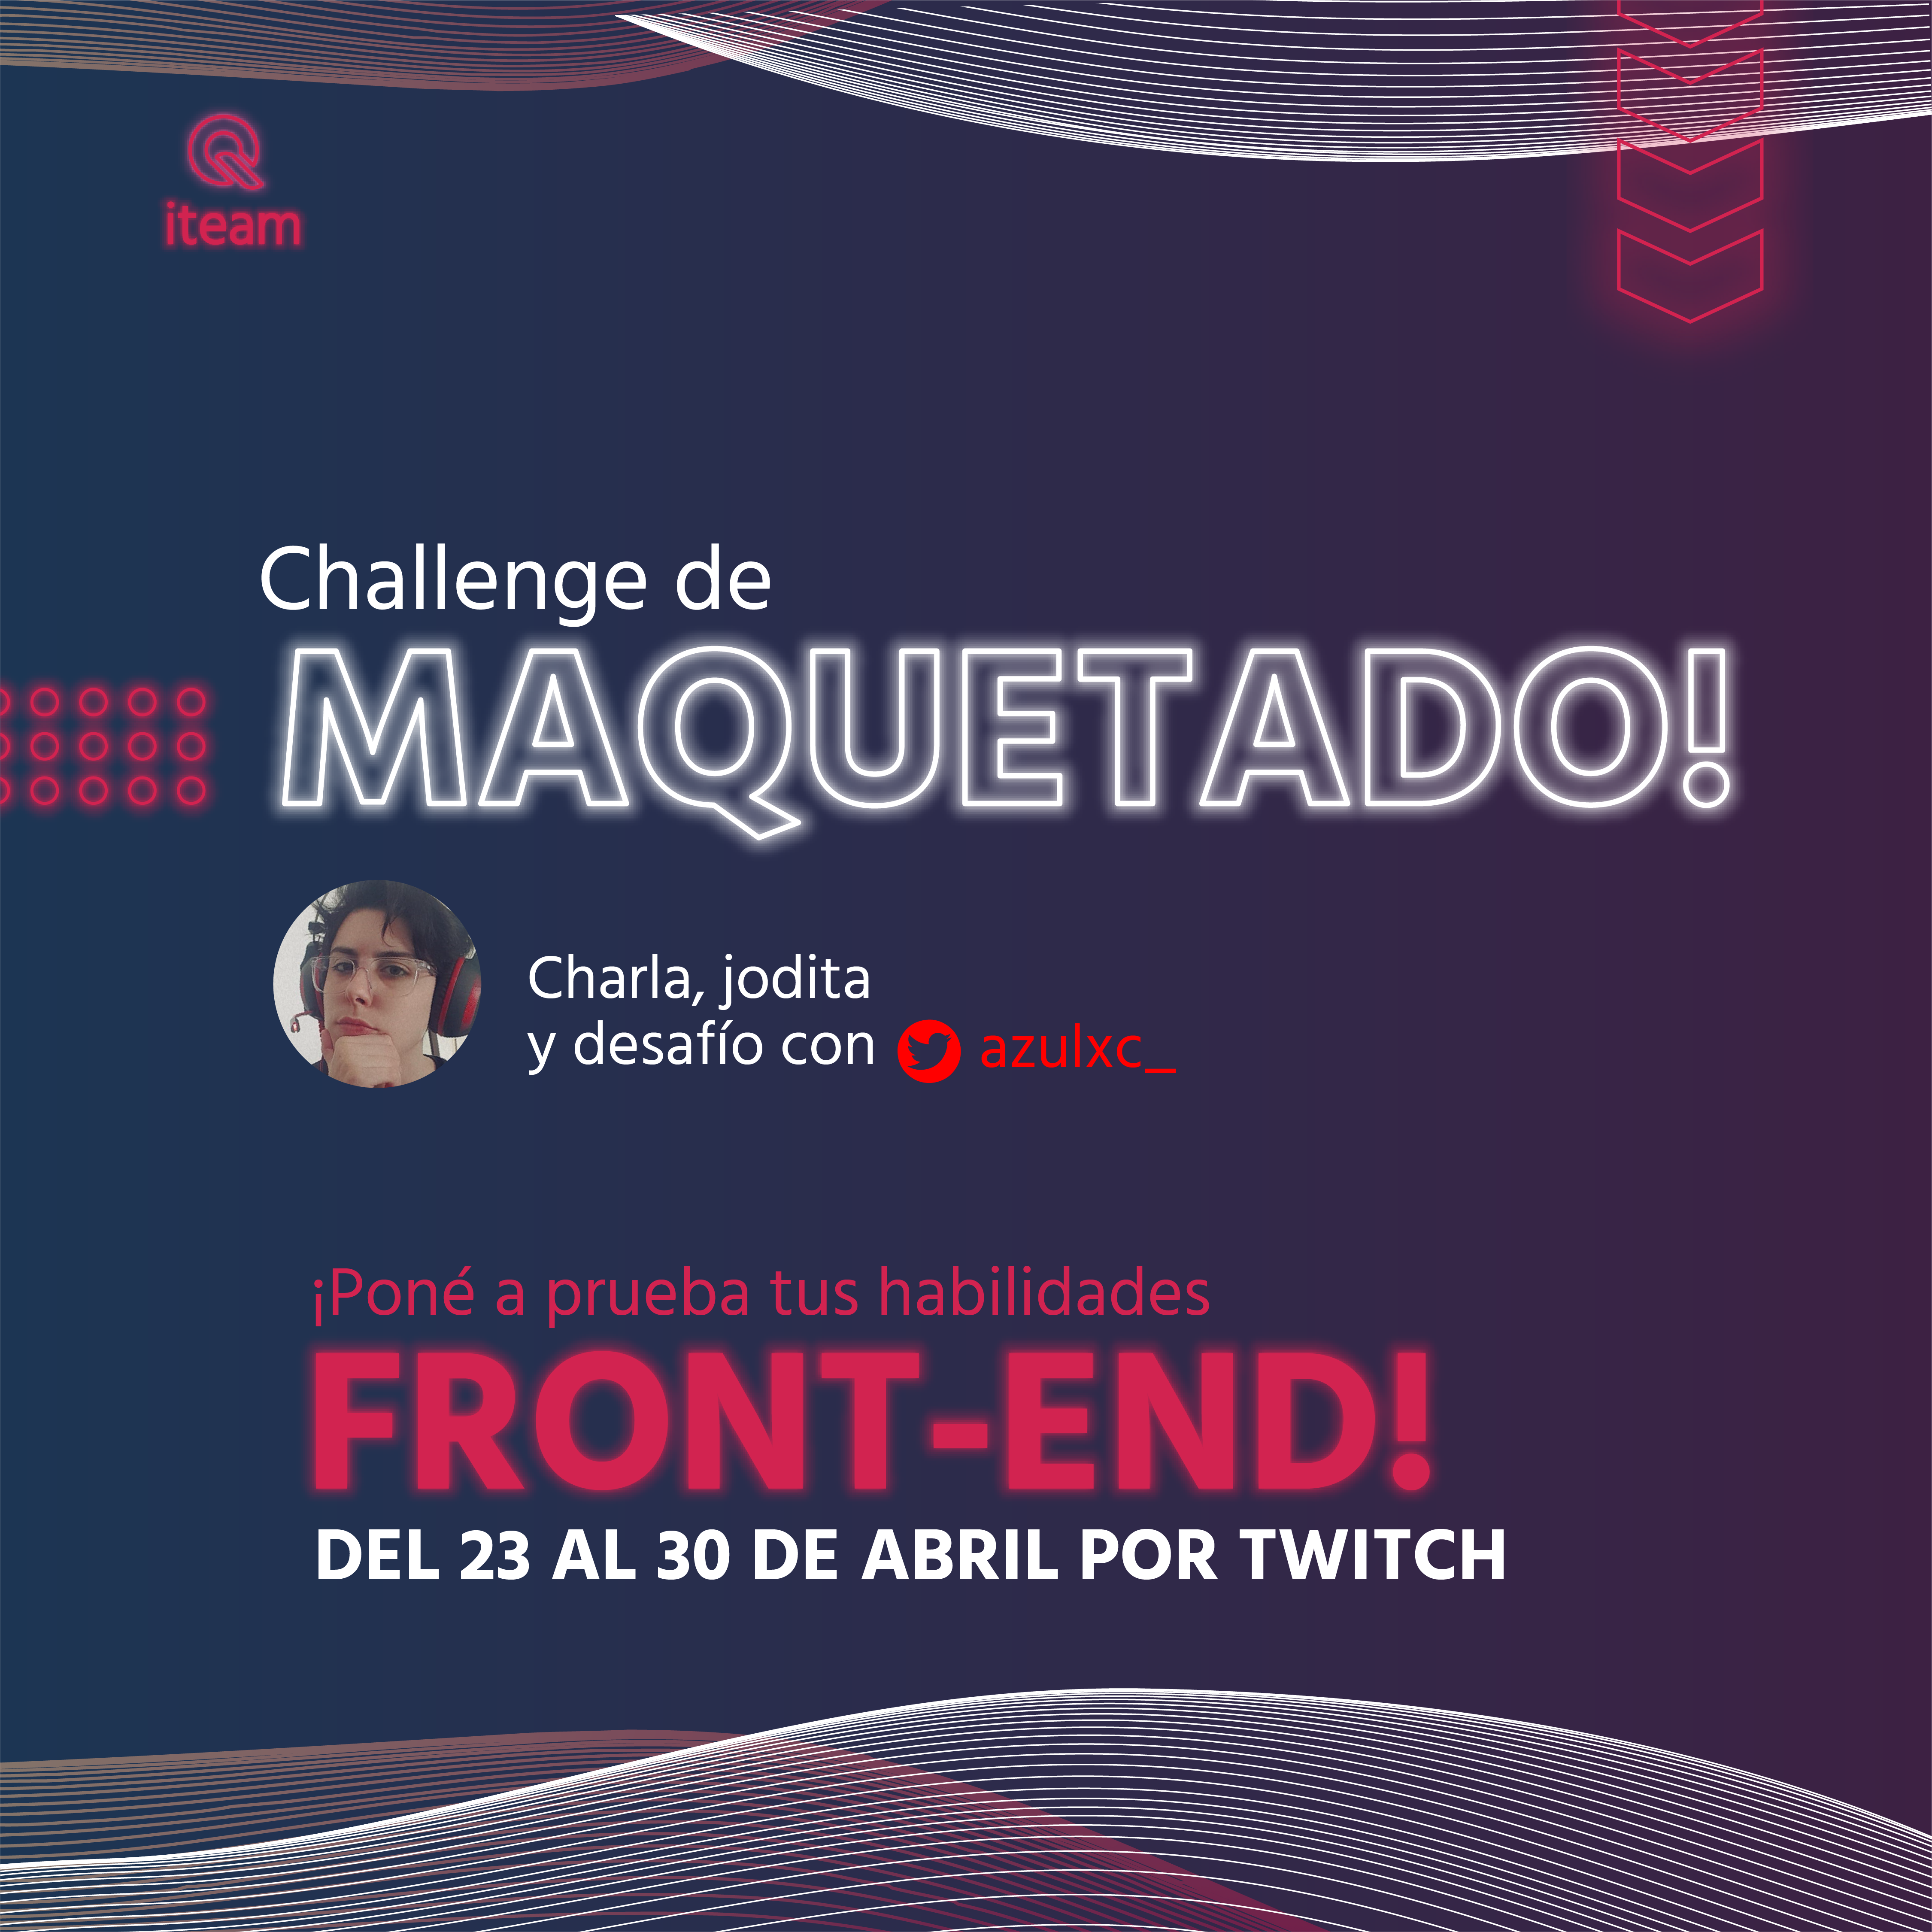 iteam
Challenge de
MAQUETADO!
Charla, jodita
y desafío con azulxc_
¡Poné a prueba tus habilidades
FRONT-END!
DEL 23 AL 30 DE ABRIL POR TWITCH